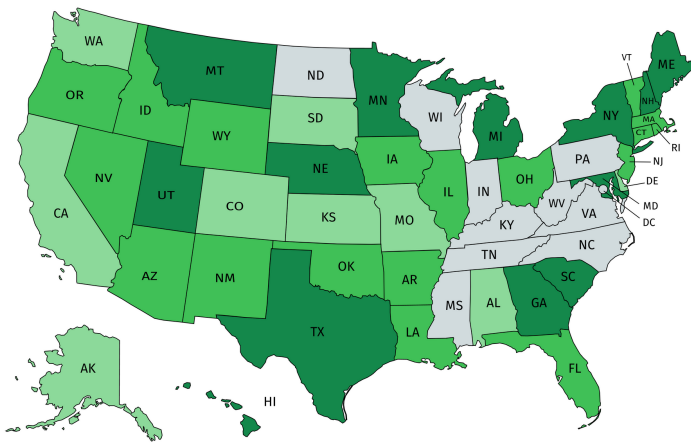 WA
MT
ND
MN
VT
ME
OR
ID
SD
WI
NY
NH
MA
WY
MI
CT
RI
IA
PA
NJ
NV
NE
IL
IN
OH
DE
UT
CO
MD
CA
KS
MO
WV
VA
DC
KY
NC
AZ
NM
OK
AR
TN
SC
MS
AL
GA
TX
LA
AK
FL
HI